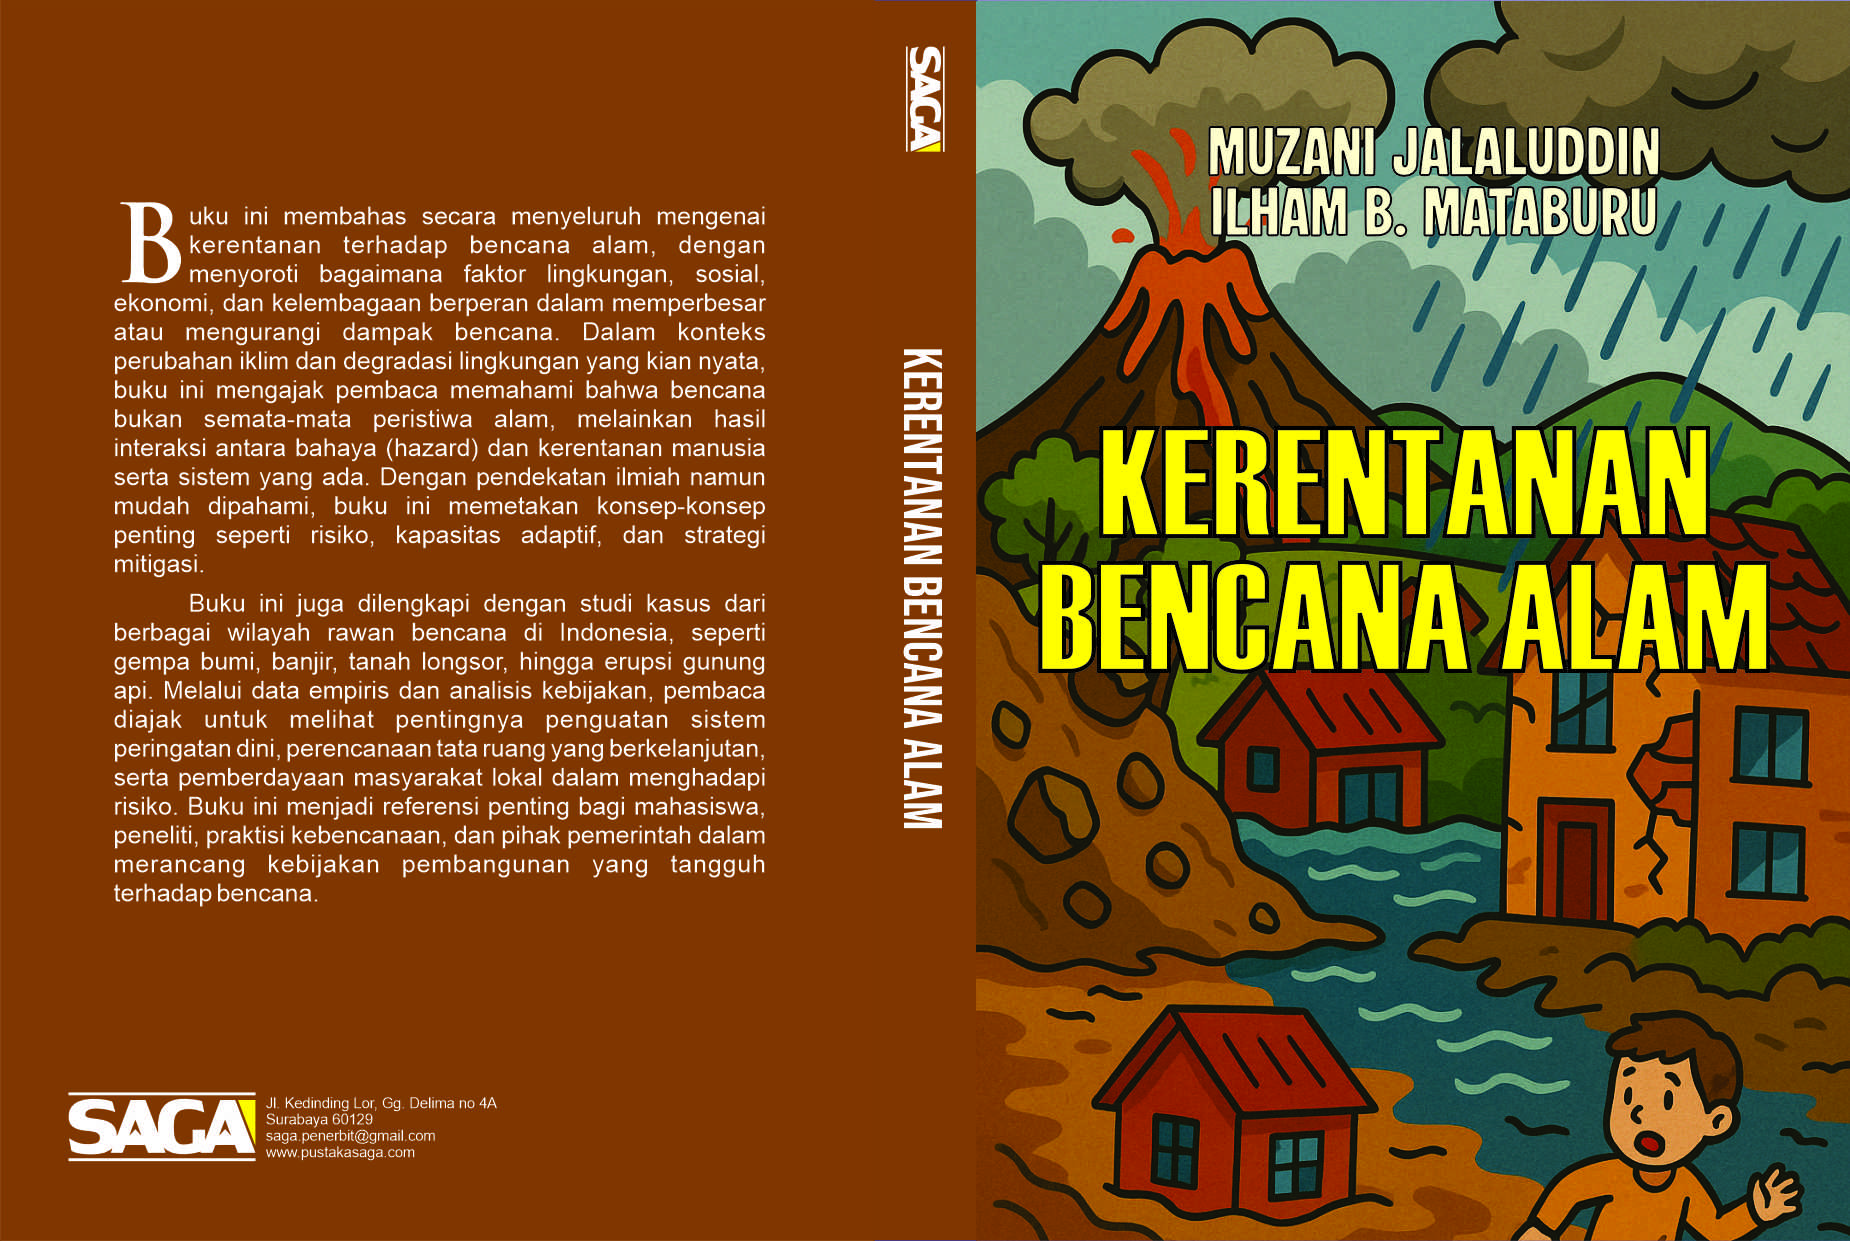 Buku ini membahas secara menyeluruh mengenai
kerentanan terhadap bencana alam, dengan
menyoroti bagaimana faktor lingkungan, sosial,
ekonomi, dan kelembagaan berperan dalam memperbesar
atau mengurangi dampak bencana. Dalam konteks
perubahan iklim dan degradasi lingkungan yang kian nyata,
buku ini mengajak pembaca memahami bahwa bencana
bukan semata-mata peristiwa alam, melainkan hasil
interaksi antara bahaya (hazard) dan kerentanan manusia
serta sistem yang ada. Dengan pendekatan ilmiah namun
mudah dipahami, buku ini memetakan konsep-konsep
penting seperti risiko, kapasitas adaptif, dan strategi
mitigasi.
Buku ini juga dilengkapi dengan studi kasus dari
berbagai wilayah rawan bencana di Indonesia, seperti
gempa bumi, banjir, tanah longsor, hingga erupsi gunung
api. Melalui data empiris dan analisis kebijakan, pembaca
diajak untuk melihat pentingnya penguatan sistem
peringatan dini, perencanaan tata ruang yang berkelanjutan,
serta pemberdayaan masyarakat lokal dalam menghadapi
risiko. Buku ini menjadi referensi penting bagi mahasiswa,
peneliti, praktisi kebencanaan, dan pihak pemerintah dalam
merancang kebijakan pembangunan yang tangguh
terhadap bencana.
SAGA
Jl. Kedinding Lor, Gg. Delima no 4A
Surabaya 60129
saga.penerbit@gmail.com
www.pustakasaga.com
SAGA
KERENTANAN BENCANA ALAM
MUZANI JALALUDDIN
ILHAM B. MATABURU
KERENTANAN
BENCANA ALAM